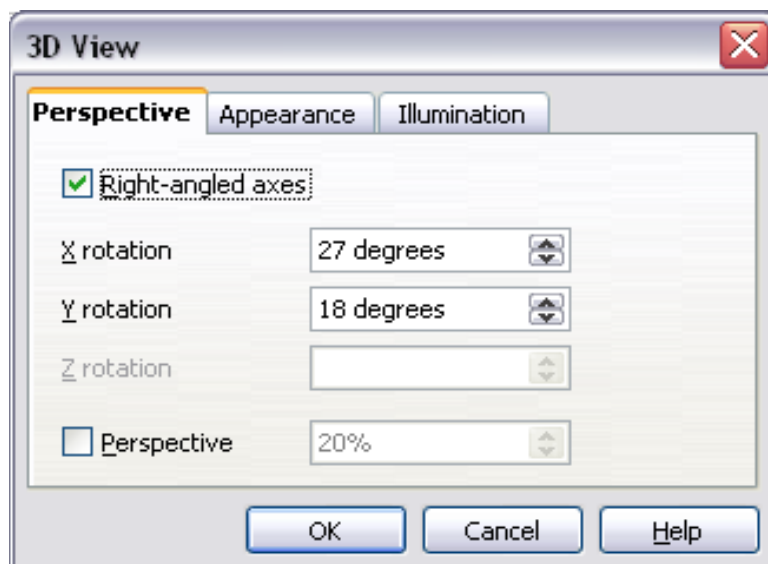 3D View
Perspective Appearance Illumination
Right-angled axes
X rotation 27 degrees
Y rotation 18 degrees
Z rotation
Perspective 20%
OK Cancel Help